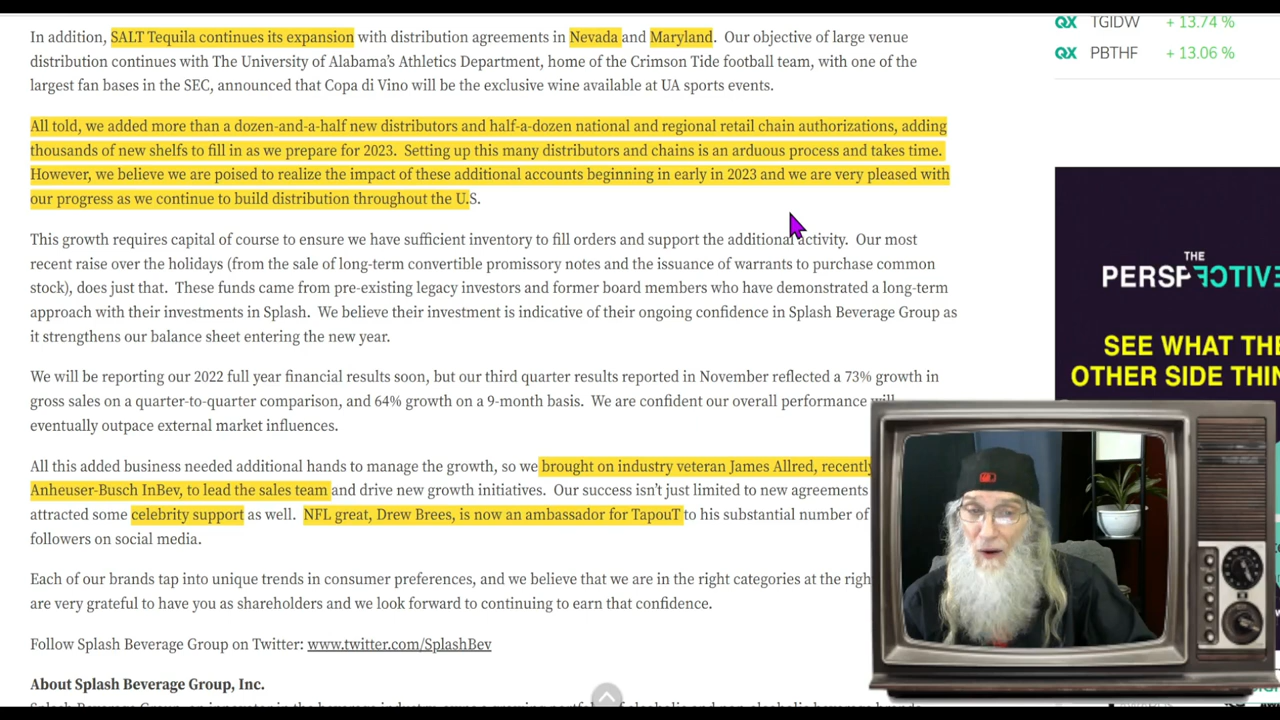 In addition, SALT Tequila continues its expansion with distribution agreements in Nevada and Maryland.  Our objective of large venue
distribution continues with The University of Alabama's Athletics Department, home of the Crimson Tide football team, with one of the
largest fan bases in the SEC, announced that Copa di Vino will be the exclusive wine available at UA sports events.
All told, we added more than a dozen-and-a-half new distributors and half-a-dozen national and regional retail chain authorizations, adding
thousands of new shelfs to fill in as we prepare for 2023.  Setting up this many distributors and chains is an arduous process and takes time.
However, we believe we are poised to realize the impact of these additional accounts beginning in early in 2023 and we are very pleased with
our progress as we continue to build distribution throughout the U.S.
This growth requires capital of course to ensure we have sufficient inventory to fill orders and support the additional activity.  Our most
recent raise over the holidays (from the sale of long-term convertible promissory notes and the issuance of warrants to purchase common
stock), does just that.  These funds came from pre-existing legacy investors and former board members who have demonstrated a long-term
approach with their investments in Splash.  We believe their investment is indicative of their ongoing confidence in Splash Beverage Group as
it strengthens our balance sheet entering the new year.
We will be reporting our 2022 full year financial results soon, but our third quarter results reported in November reflected a 73% growth in
gross sales on a quarter-to-quarter comparison, and 64% growth on a 9-month basis.  We are confident our overall performance will
eventually outpace external market influences.
All this added business needed additional hands to manage the growth, so we brought on industry veteran James Allred, recently
Anheuser-Busch InBev, to lead the sales team and drive new growth initiatives.  Our success isn't just limited to new agreements
attracted some celebrity support as well.  NFL great, Drew Brees, is now an ambassador for TapouT to his substantial number of
followers on social media.
Each of our brands tap into unique trends in consumer preferences, and we believe that we are in the right categories at the righ
are very grateful to have you as shareholders and we look forward to continuing to earn that confidence.
Follow Splash Beverage Group on Twitter: www.twitter.com/SplashBev
About Splash Beverage Group, Inc.
QX TGIDW + 13.74 %
QX PBTHF + 13.06 %
THE
PERSPECTIVE
SEE WHAT THE
OTHER SIDE THIN